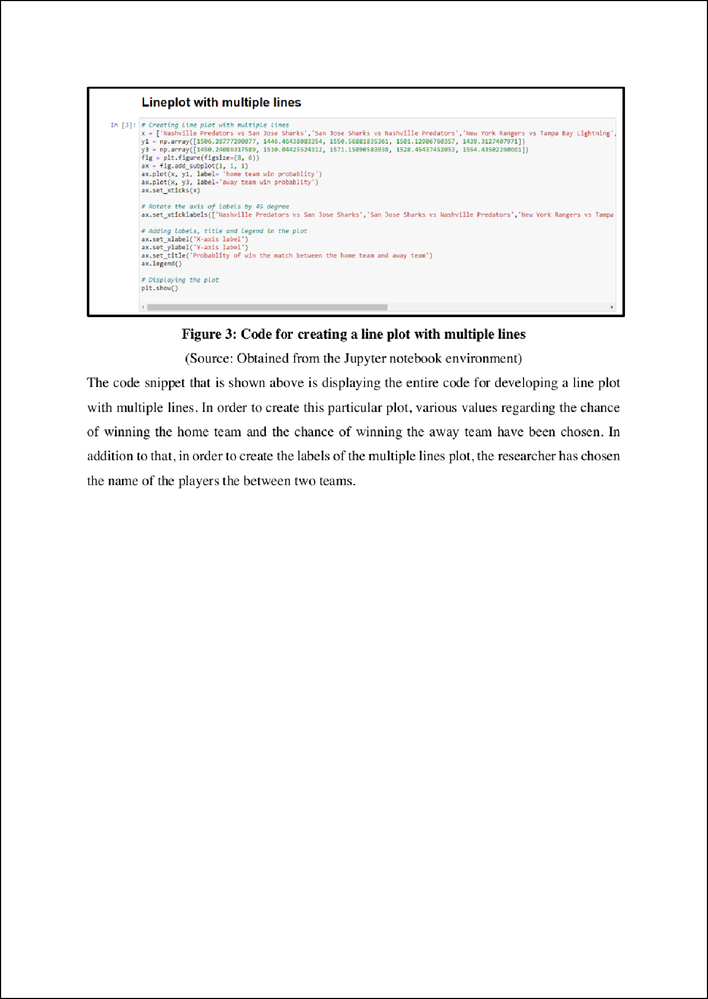 Lineplot with multiple lines
In [3]: # Creating line plot with multiple lines
x = ['Nashville Predators vs San Jose Sharks','San Jose Sharks vs Nashville Predators','New York Rangers vs Tampa Bay Lightning',
y1 = np.array([1506.26777290077, 1446.46438083354, 1550.56881835361, 1501.12906760357, 1439.3127407971])
y3 = np.array([1450.24086317589, 1510.04425524312, 1571.15890583938, 1528.45437452053, 1554.43502260661])
fig = plt.figure(figsize=(8, 6))
ax = fig.add_subplot(1, 1, 1)
ax.plot(x, y1, label= 'home team win probablity')
ax.plot(x, y3, label='away team win probablity')
ax.set_xticks(x)
# Rotate the axis of labels by 45 degree
ax.set_xticklabels(['Nashville Predators vs San Jose Sharks','San Jose Sharks vs Nashville Predators','New York Rangers vs Tampa
# Adding labels, title and legend in the plot
ax.set_xlabel('X-axis label')
ax.set_ylabel('Y-axis label')
ax.set_title('Probablity of win the match between the home team and away team')
ax.legend()
# Displaying the plot
plt.show()
Figure 3: Code for creating a line plot with multiple lines
(Source: Obtained from the Jupyter notebook environment)
The code snippet that is shown above is displaying the entire code for developing a line plot
with multiple lines. In order to create this particular plot, various values regarding the chance
of winning the home team and the chance of winning the away team have been chosen. In
addition to that, in order to create the labels of the multiple lines plot, the researcher has chosen
the name of the players the between two teams.